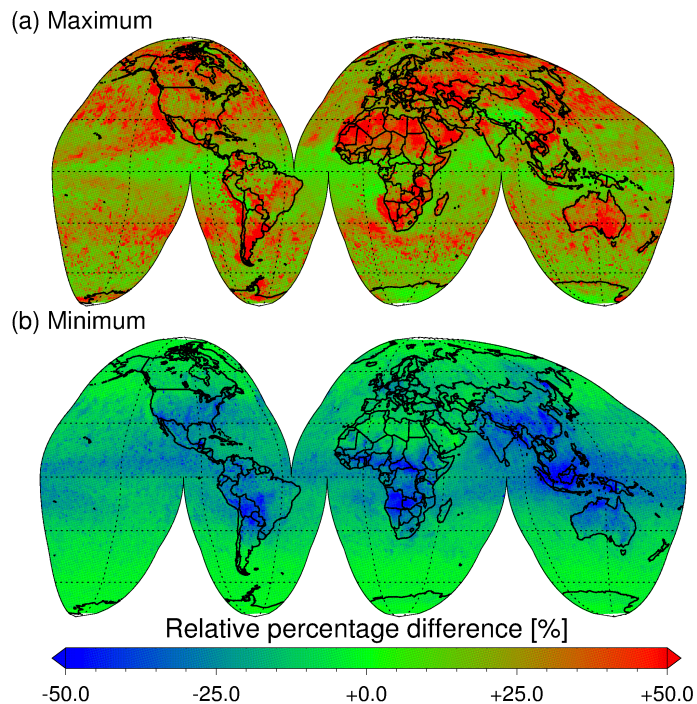 (a) Maximum
(b) Minimum
Relative percentage difference [%]
-50.0 -25.0 +0.0 +25.0 +50.0